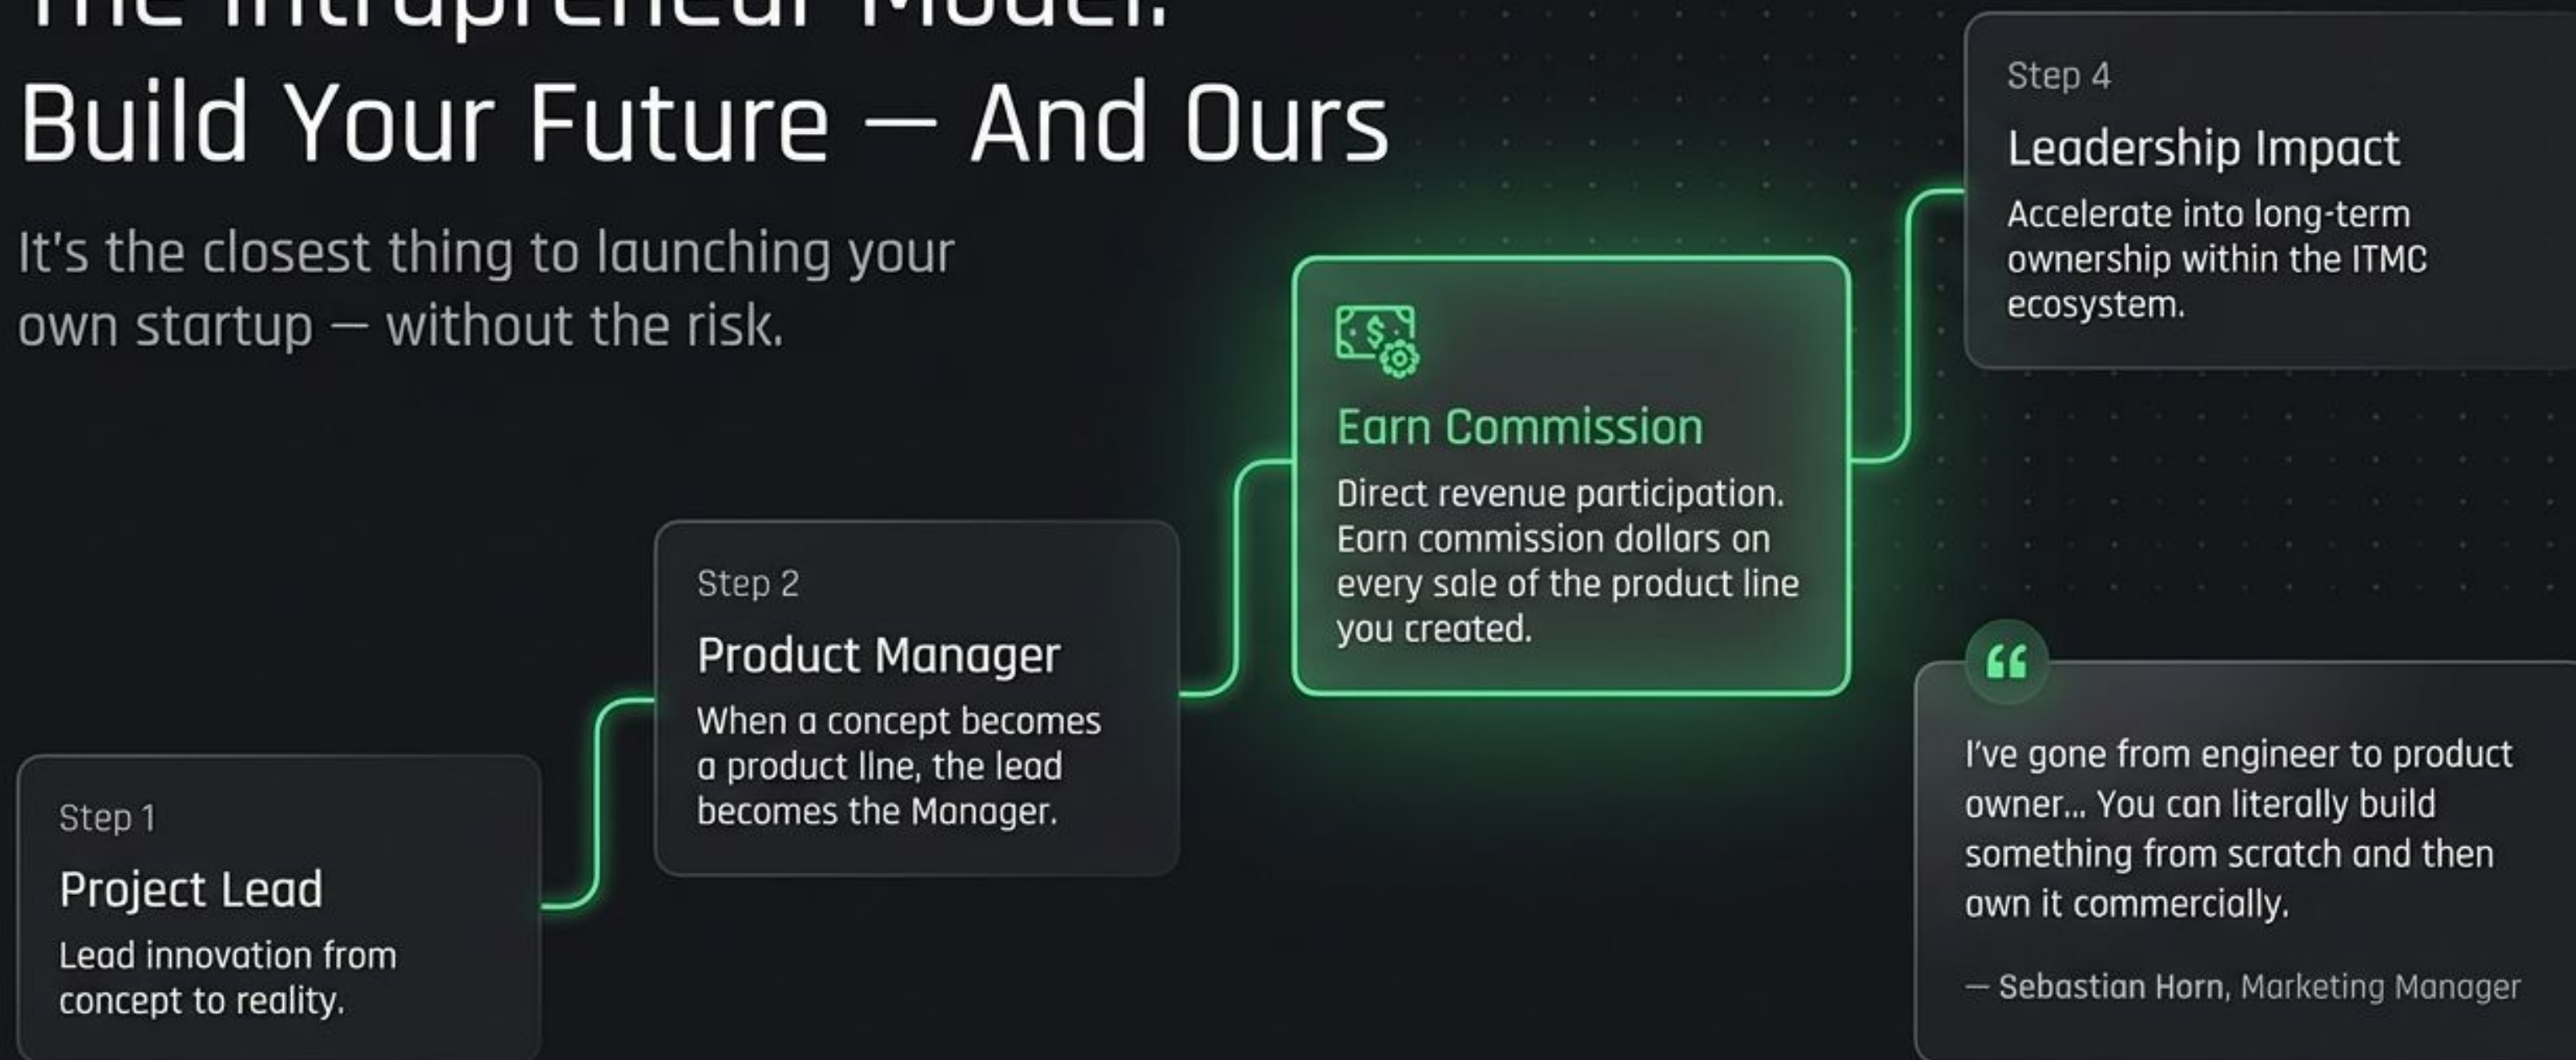 The Intrapreneur Model:
Build Your Future — And Ours
It's the closest thing to launching your
own startup — without the risk.
Step 1
Project Lead
Lead innovation from
concept to reality.
Step 2
Product Manager
When a concept becomes
a product lIne, the lead
becomes the Manager.
$
Earn Commission
Direct revenue participation.
Earn commission dollars on
every sale of the product line
you created.
Step 4
Leadership Impact
Accelerate into long-term
ownership within the ITMC
ecosystem.
“
I've gone from engineer to product
owner... You can literally build
something from scratch and then
own it commercially.
— Sebastian Horn, Marketing Manager